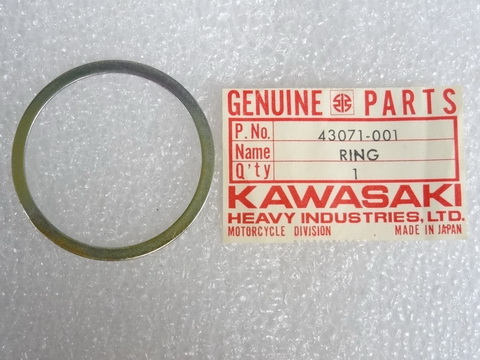 GENUINE PARTS
P.No. 43071-001
Name RING
Q'ty 1
KAWASAKI
HEAVY INDUSTRIES, LTD.
MOTORCYCLE DIVISION MADE IN JAPAN